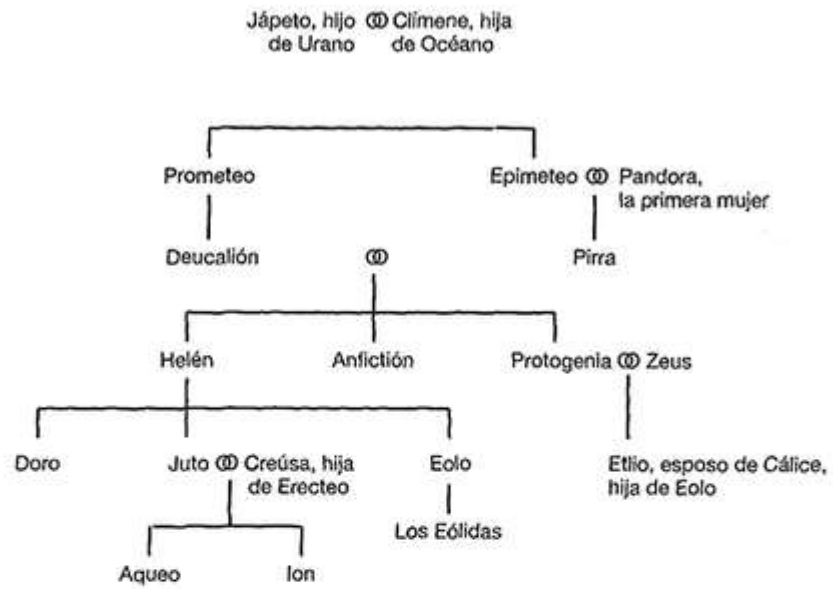 Jápeto, hijo ⚭ Clímene, hija
de Urano de Océano
Prometeo Epimeteo ⚭ Pandora,
la primera mujer
Deucalión ⚭ Pirra
Helén Anfictión Protogenia ⚭ Zeus
Doro Juto ⚭ Creúsa, hija Eolo Etlio, esposo de Cálice,
de Erecteo hija de Eolo
Los Eólidas
Aqueo Ion